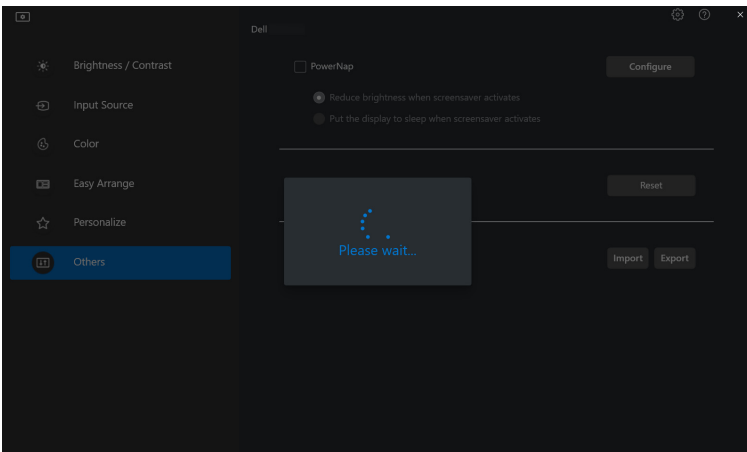 Dell
Brightness / Contrast
Input Source
Color
Easy Arrange
Personalize
Others
PowerNap
Configure
Reduce brightness when screensaver activates
Put the display to sleep when screensaver activates
Reset
Please wait...
Import Export